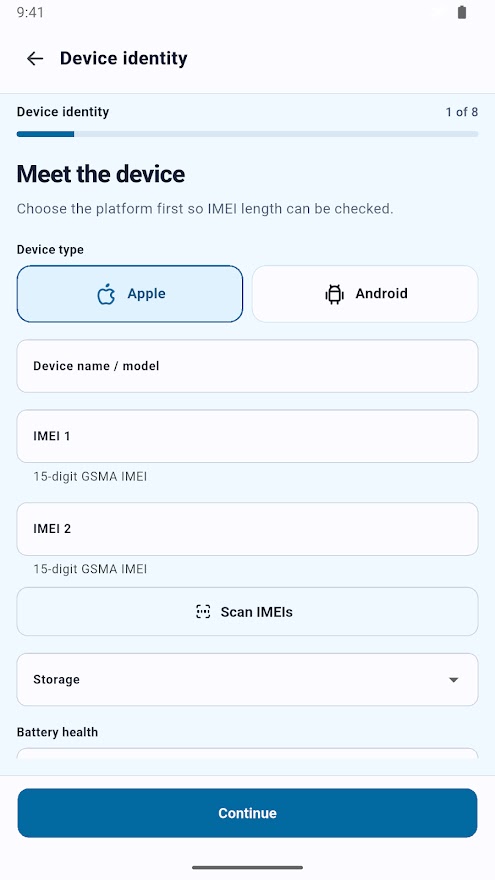 9:41
Device identity
Device identity
1 of 8
Meet the device
Choose the platform first so IMEI length can be checked.
Device type
Apple
Android
Device name / model
IMEI 1
15-digit GSMA IMEI
IMEI 2
15-digit GSMA IMEI
Scan IMEIs
Storage
Battery health
Continue